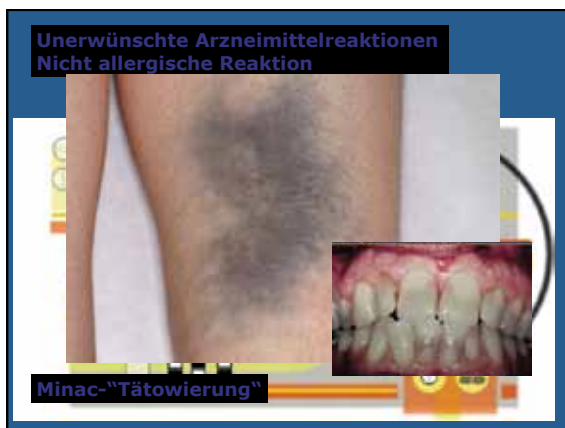 Unerwünschte Arzneimittelreaktionen
Nicht allergische Reaktion
Minac-“Tätowierung“